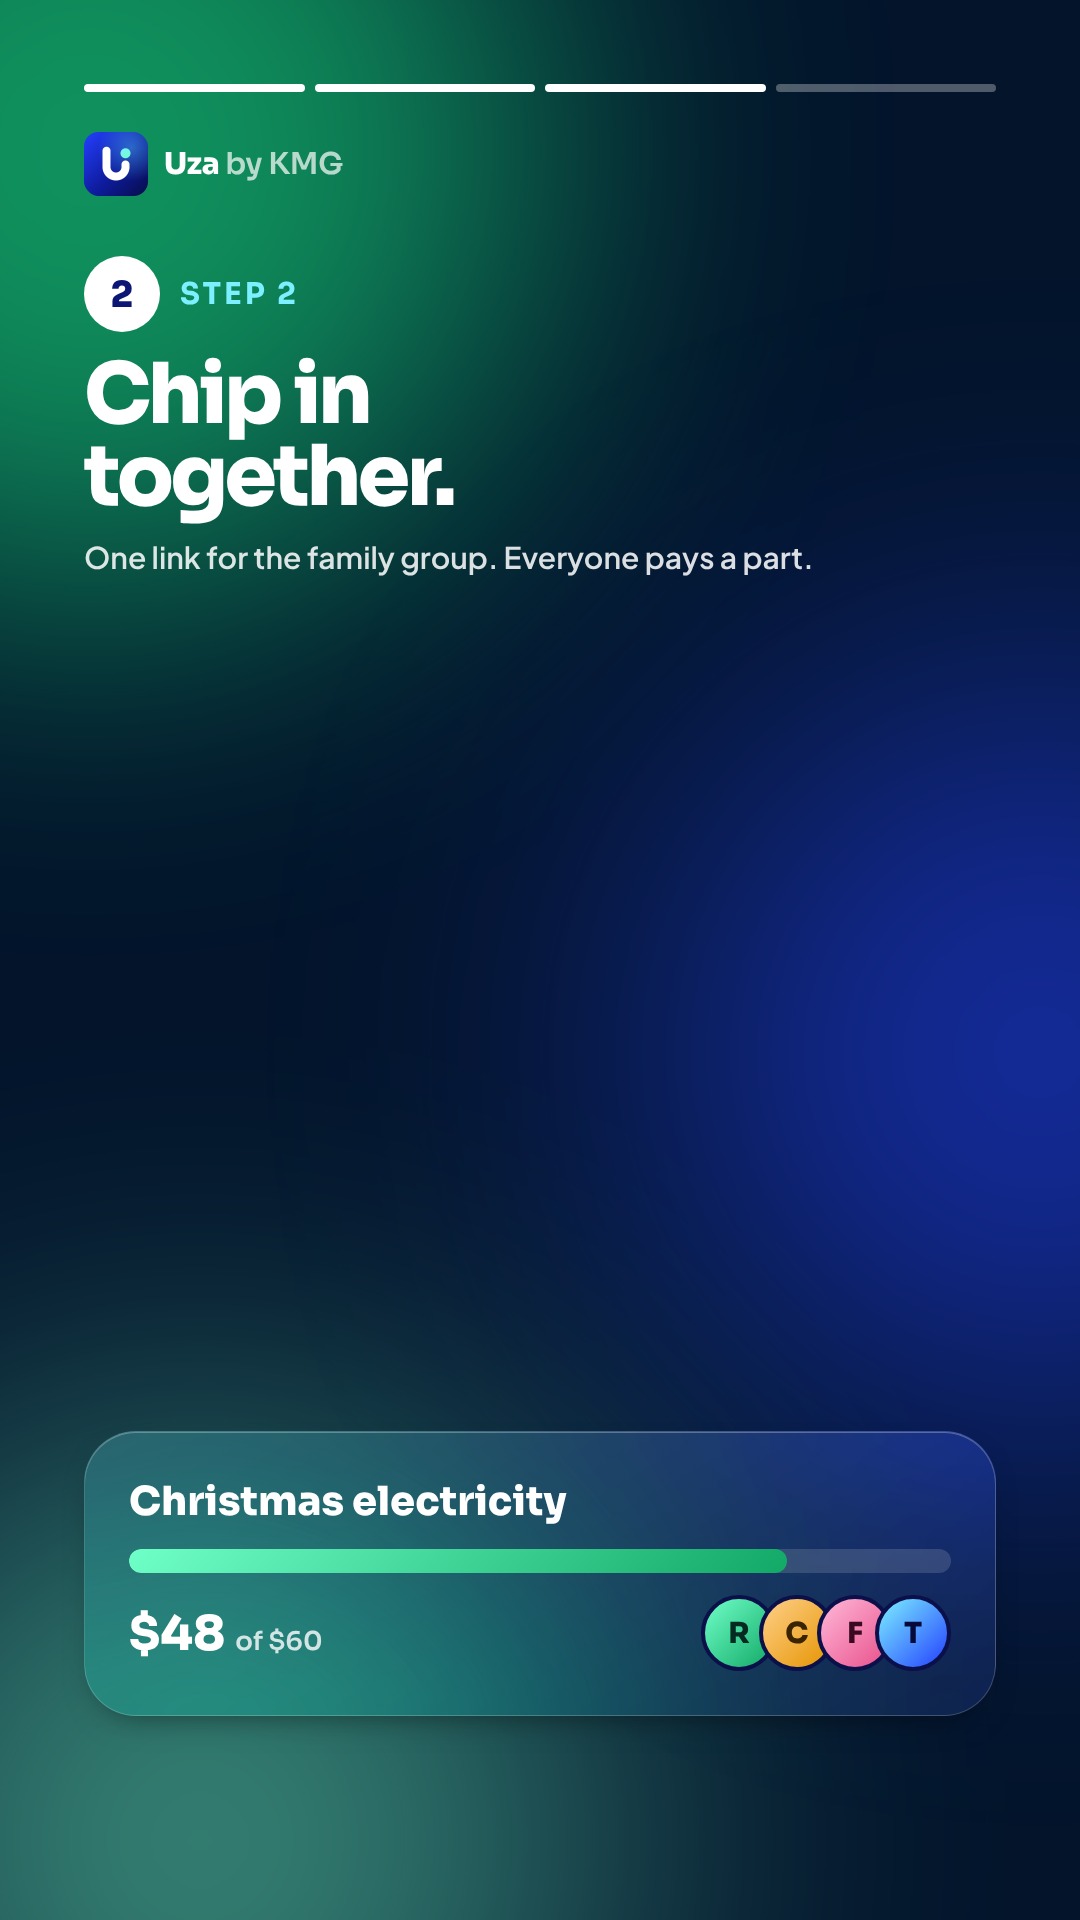 Uza by KMG
2 STEP 2
Chip in
together.
One link for the family group. Everyone pays a part.
Christmas electricity
$48 of $60 R C F T